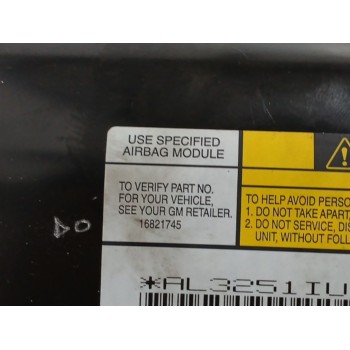 USE SPECIFIED
AIRBAG MODULE
TO VERIFY PART NO.
FOR YOUR VEHICLE,
SEE YOUR GM RETAILER.
16821745
TO HELP AVOID PERSO
1. DO NOT TAKE APART,
2. DO NOT SERVICE, DIS
UNIT, WITHOUT FOLL
*AL3251IU